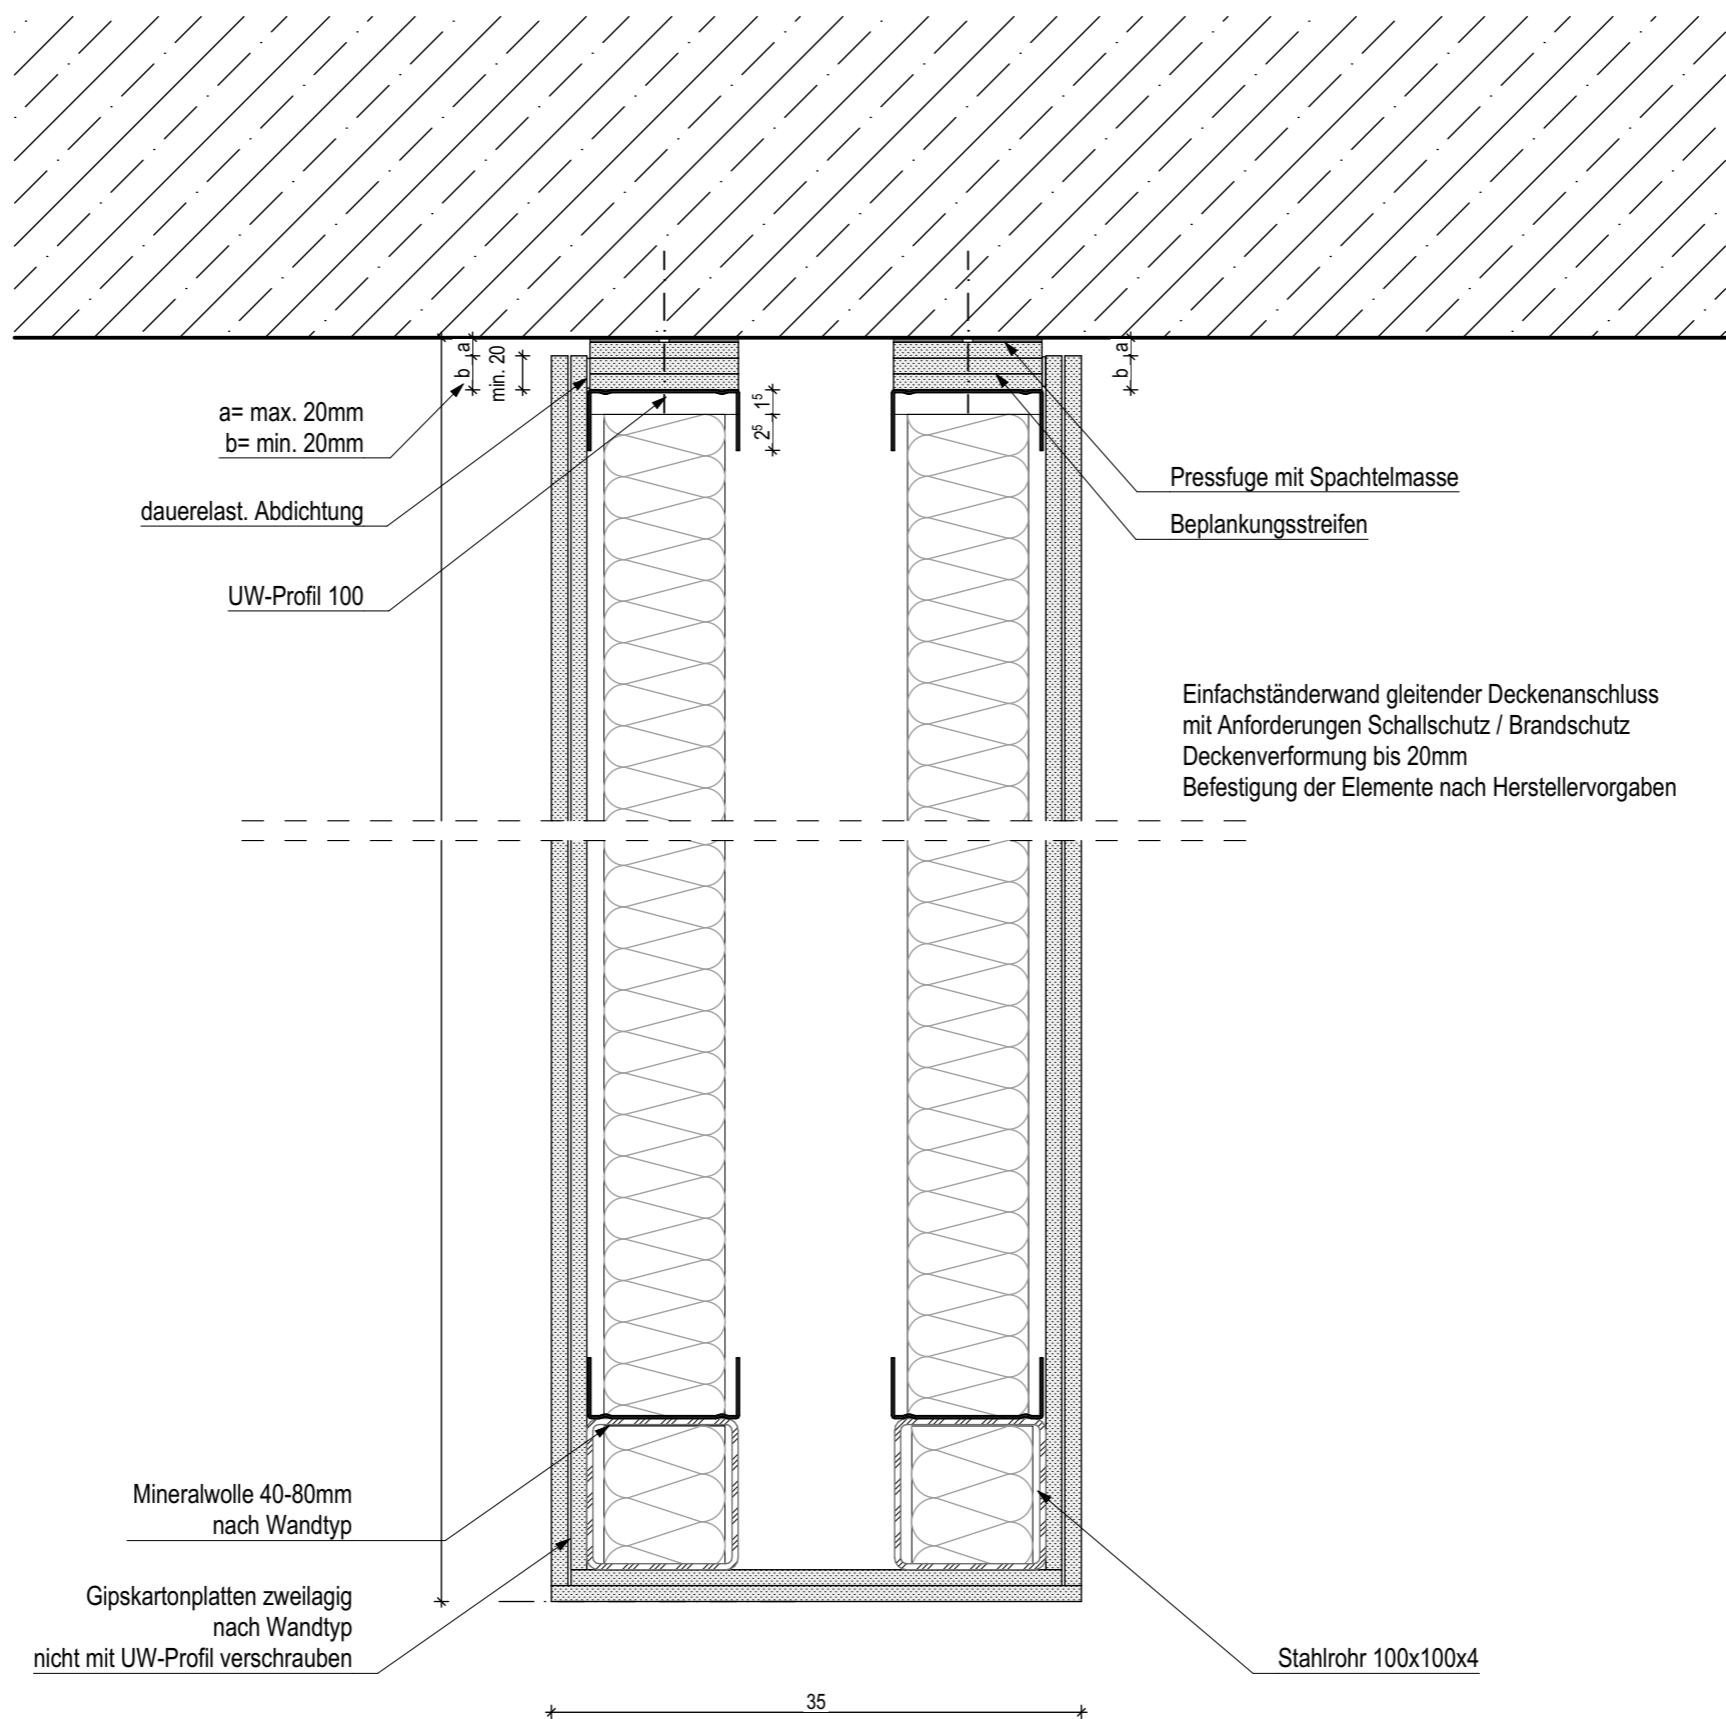 a
b
min. 20
a
b
a= max. 20mm
b= min. 20mm
1⁵
2⁵
dauerelast. Abdichtung
UW-Profil 100
Pressfuge mit Spachtelmasse
Beplankungsstreifen
Einfachständerwand gleitender Deckenanschluss
mit Anforderungen Schallschutz / Brandschutz
Deckenverformung bis 20mm
Befestigung der Elemente nach Herstellervorgaben
Mineralwolle 40-80mm
nach Wandtyp
Gipskartonplatten zweilagig
nach Wandtyp
nicht mit UW-Profil verschrauben
Stahlrohr 100x100x4
35